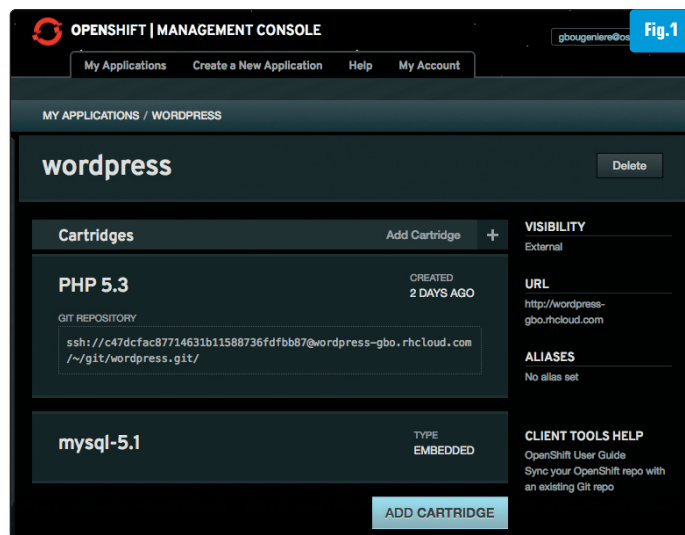 OPENSHIFT | MANAGEMENT CONSOLE
gbougeniere@os
Fig.1
My Applications Create a New Application Help My Account
MY APPLICATIONS / WORDPRESS
wordpress
Delete
Cartridges
Add Cartridge +
PHP 5.3
CREATED
2 DAYS AGO
GIT REPOSITORY
ssh://c47dcfac87714631b11588736fdfbb87@wordpress-gbo.rhcloud.com
/~/git/wordpress.git/
mysql-5.1
TYPE
EMBEDDED
ADD CARTRIDGE
VISIBILITY
External
URL
http://wordpress-
gbo.rhcloud.com
ALIASES
No alias set
CLIENT TOOLS HELP
OpenShift User Guide
Sync your OpenShift repo with
an existing Git repo